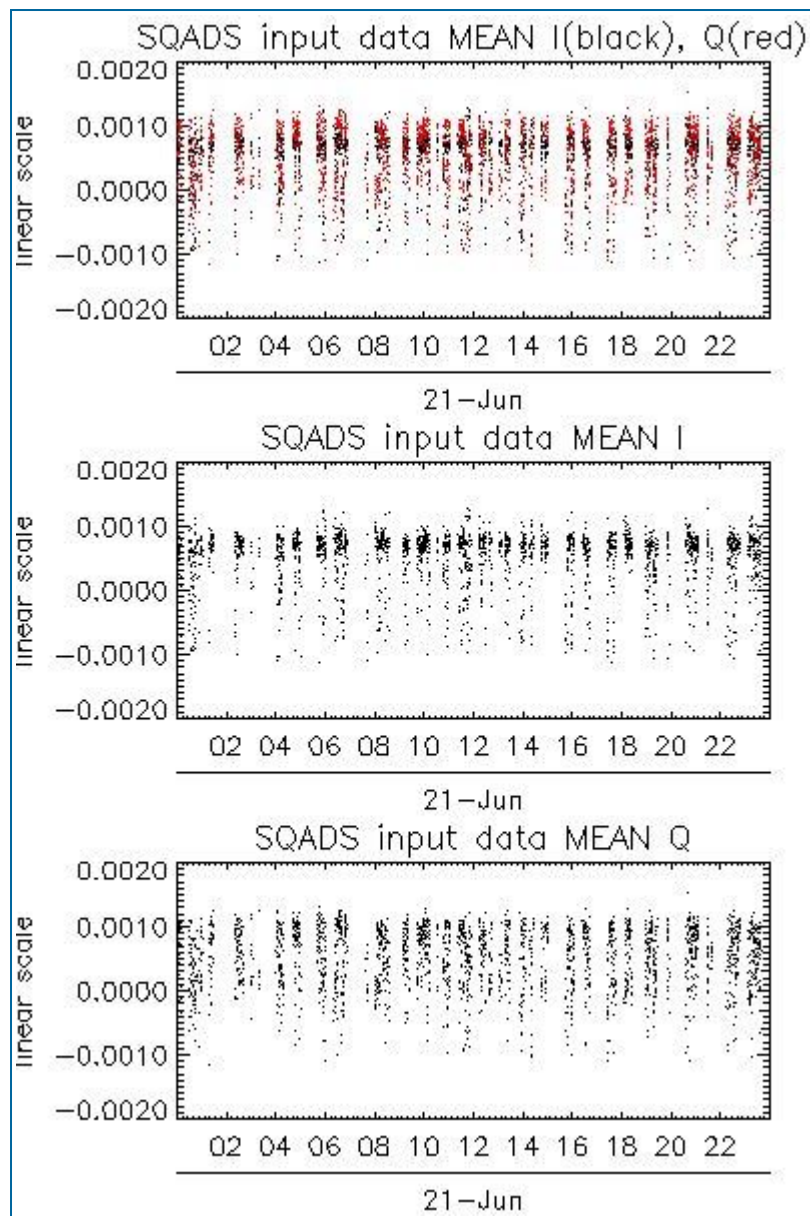 SQADS input data MEAN I(black), Q(red)
linear scale
0.0020
0.0010
0.0000
−0.0010
−0.0020
02 04 06 08 10 12 14 16 18 20 22
21-Jun
SQADS input data MEAN I
linear scale
0.0020
0.0010
0.0000
−0.0010
−0.0020
02 04 06 08 10 12 14 16 18 20 22
21-Jun
SQADS input data MEAN Q
linear scale
0.0020
0.0010
0.0000
−0.0010
−0.0020
02 04 06 08 10 12 14 16 18 20 22
21-Jun